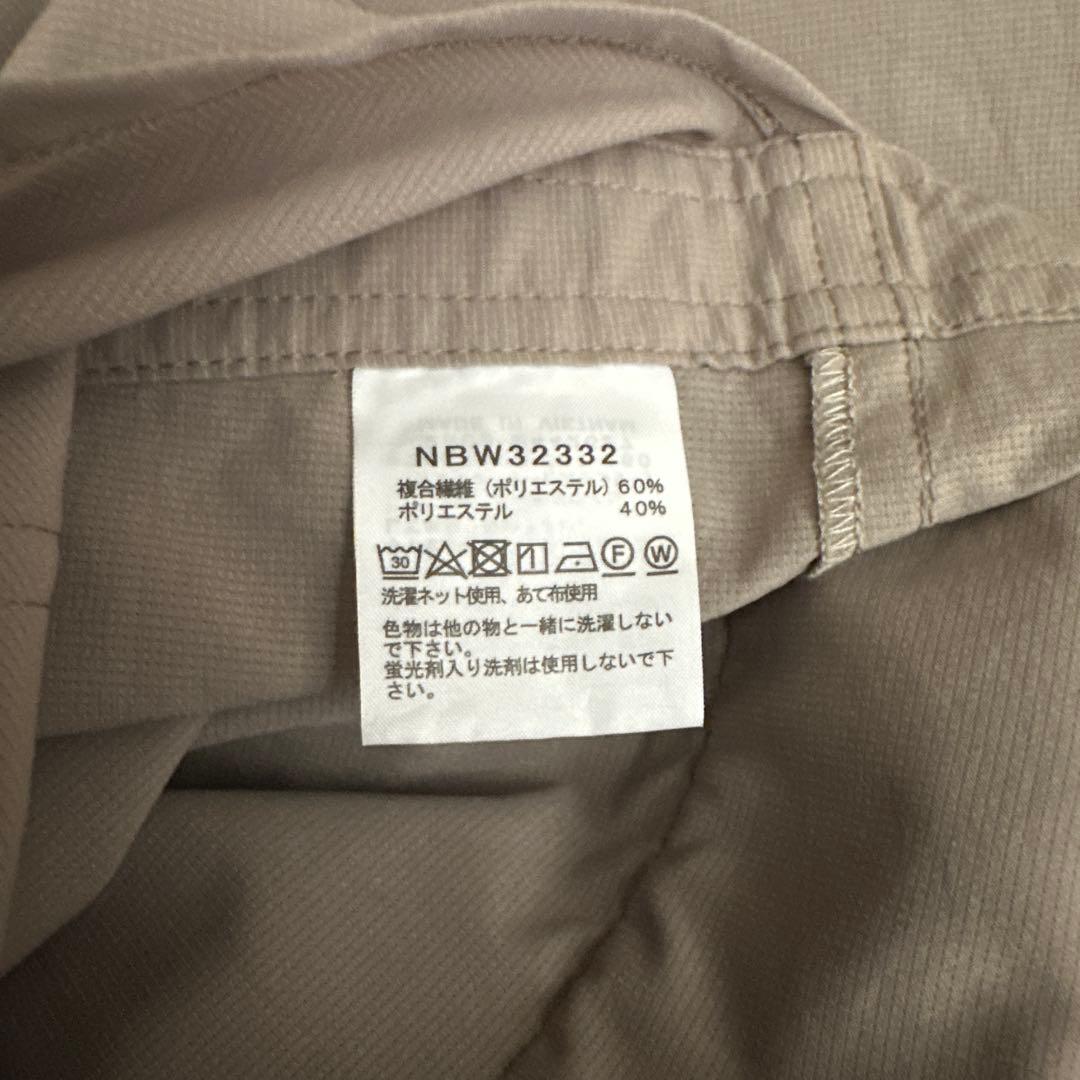 NBW32332
複合繊維（ポリエステル）60%
ポリエステル 40%
30 F W
洗濯ネット使用、あて布使用
色物は他の物と一緒に洗濯しない
で下さい。
蛍光剤入り洗剤は使用しないで下
さい。